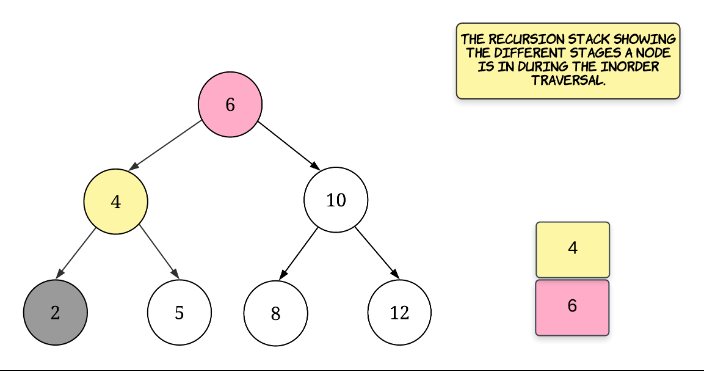 THE RECURSION STACK SHOWING
THE DIFFERENT STAGES A NODE
IS IN DURING THE INORDER
TRAVERSAL.
6
4
10
2
5
8
12
4
6